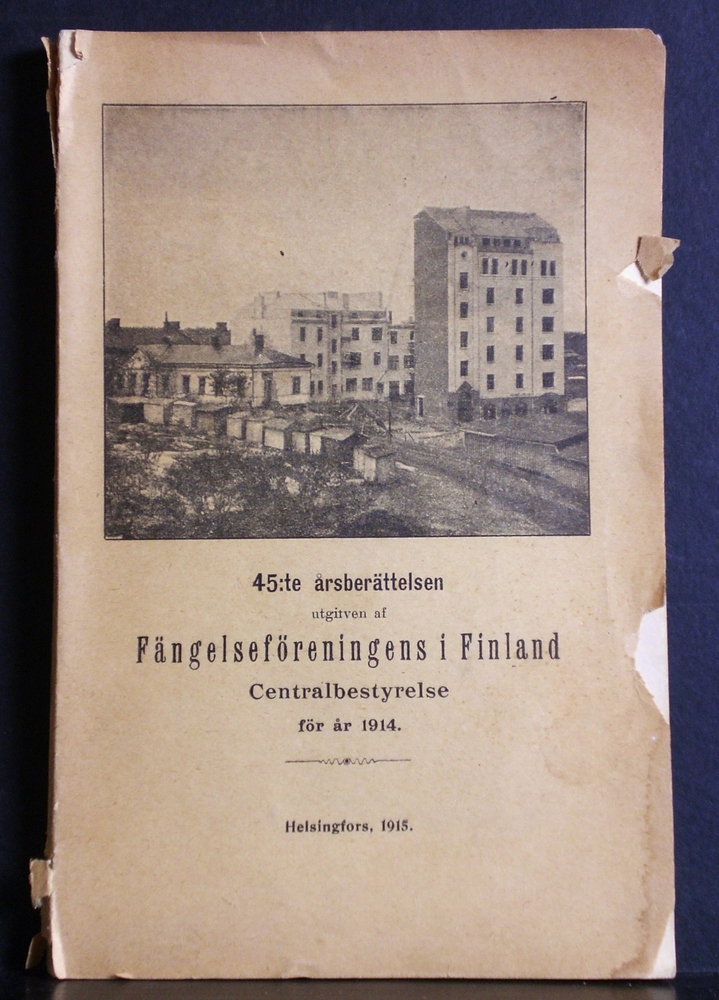 45:te årsberättelsen
utgifven af
Fängelseföreningens i Finland
Centralbestyrelse
för år 1914.
Helsingfors, 1915.